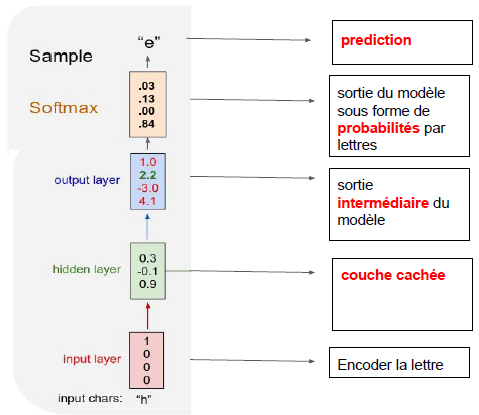 Sample
"e"
prediction
Softmax
.03
.13
.00
.84
sortie du modèle
sous forme de
probabilités par
lettres
output layer
1.0
2.2
-3.0
4.1
sortie
intermédiaire du
modèle
hidden layer
0.3
-0.1
0.9
couche cachée
input layer
1
0
0
0
Encoder la lettre
input chars: "h"